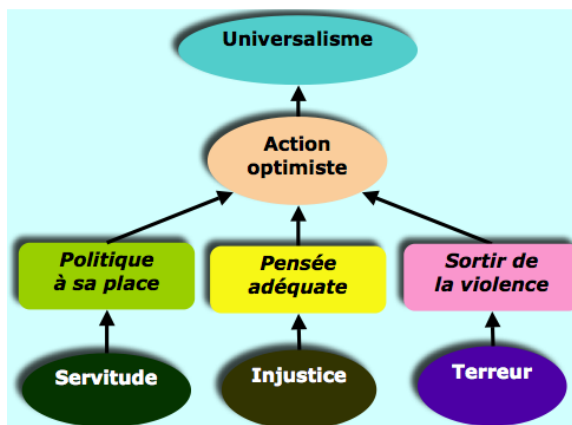 Universalisme
Action
optimiste
Politique
à sa place
Pensée
adéquate
Sortir de
la violence
Servitude
Injustice
Terreur